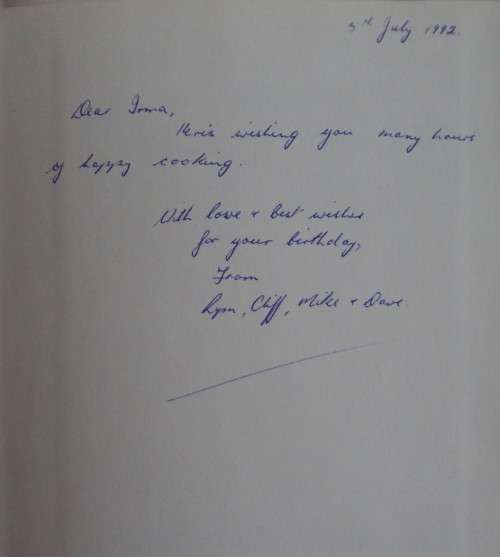 5th July 1992.
Dear Irma,
Here's wishing you many hours
of happy cooking.
With love + best wishes
for your birthday,
From
Lyn, Cliff, Mike + Dave.